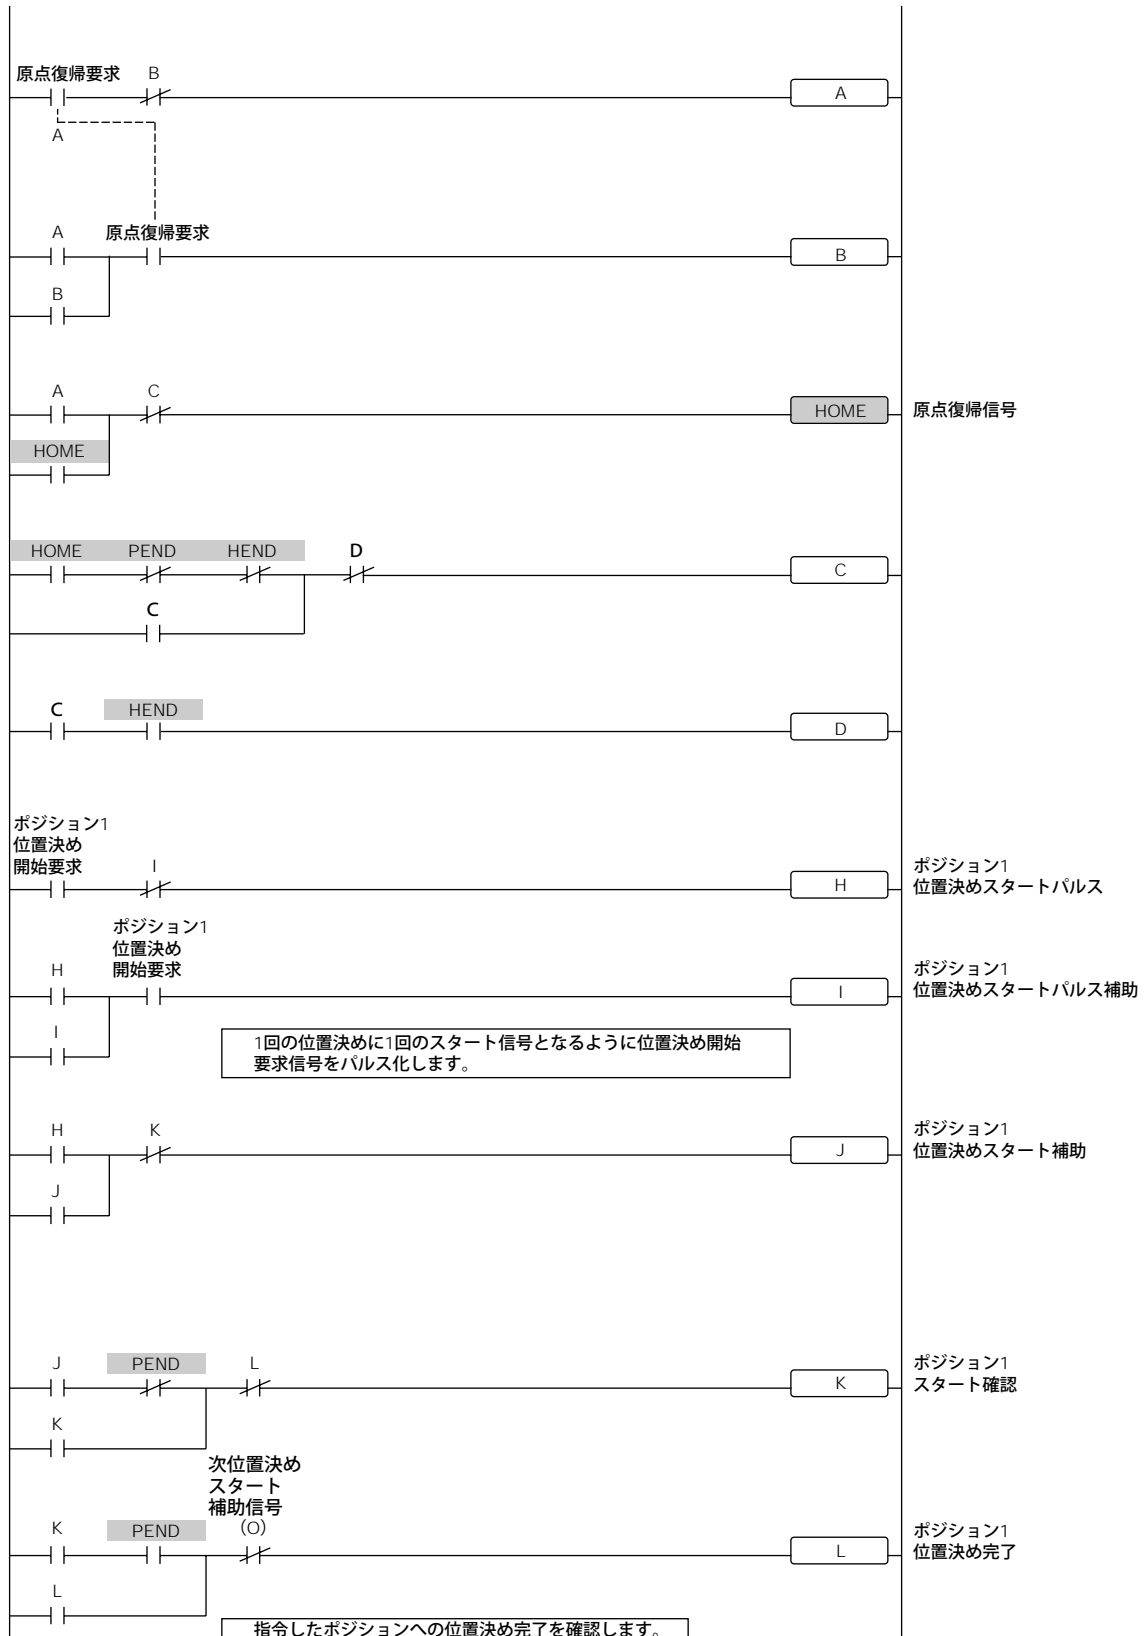 原点復帰要求 B
A
A
A 原点復帰要求
B
B
A C
HOME 原点復帰信号
HOME
HOME PEND HEND D
C
C
C HEND
D
ポジション1
位置決め
開始要求 I
H
ポジション1
位置決めスタートパルス
ポジション1
位置決め
開始要求
H
I
ポジション1
位置決めスタートパルス補助
I
1回の位置決めに1回のスタート信号となるように位置決め開始
要求信号をパルス化します。
H K
J
ポジション1
位置決めスタート補助
J
J PEND L
K
ポジション1
スタート確認
K
次位置決め
スタート
補助信号
(O)
K PEND
L
ポジション1
位置決め完了
L
指令したポジションへの位置決め完了を確認します。